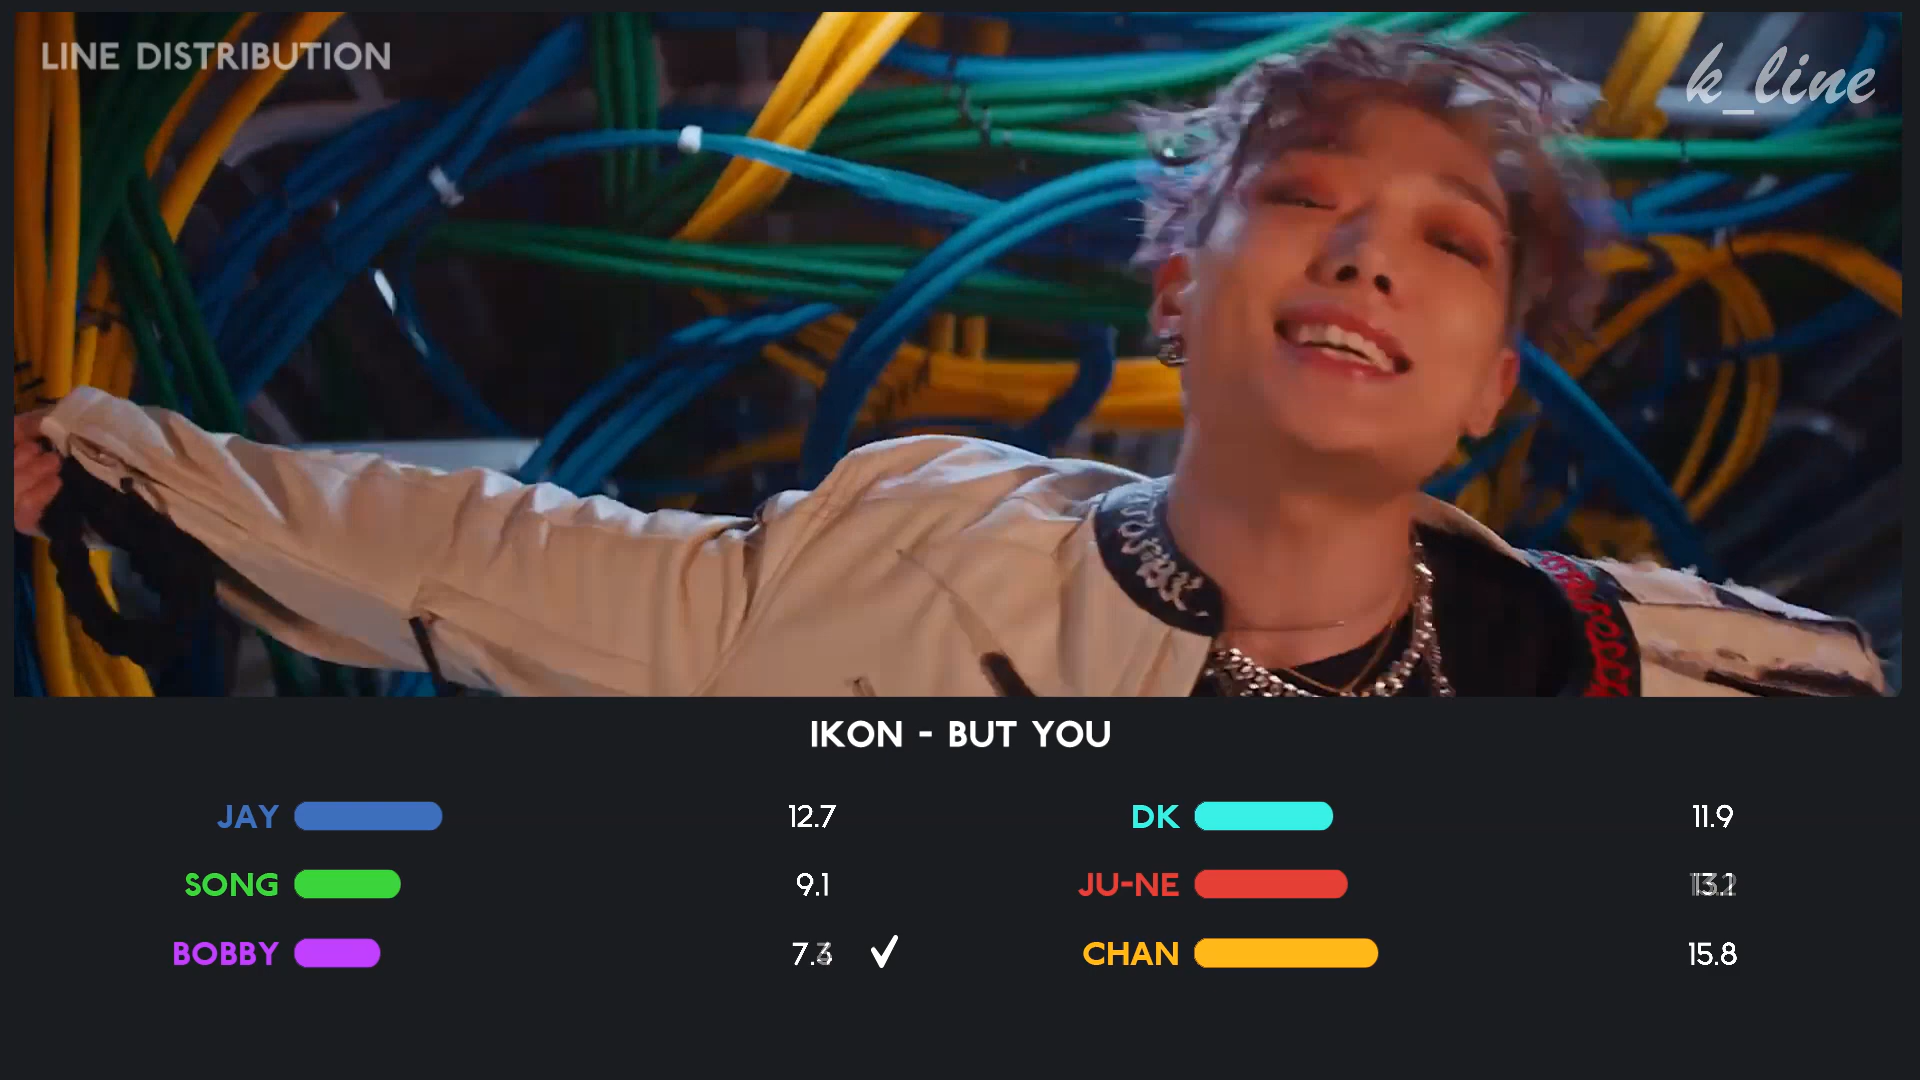 LINE DISTRIBUTION
k_line
IKON - BUT YOU
JAY 12.7
DK 11.9
SONG 9.1
JU-NE
BOBBY ✓
CHAN 15.8